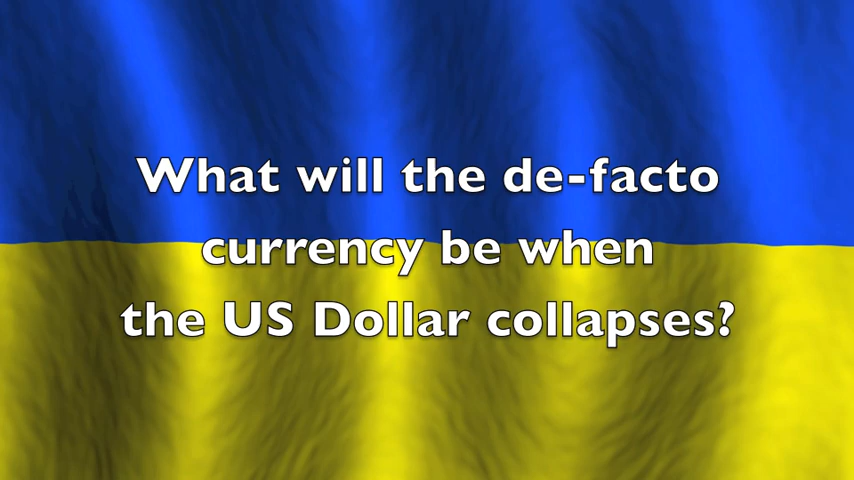 What will the de-facto
currency be when
the US Dollar collapses?